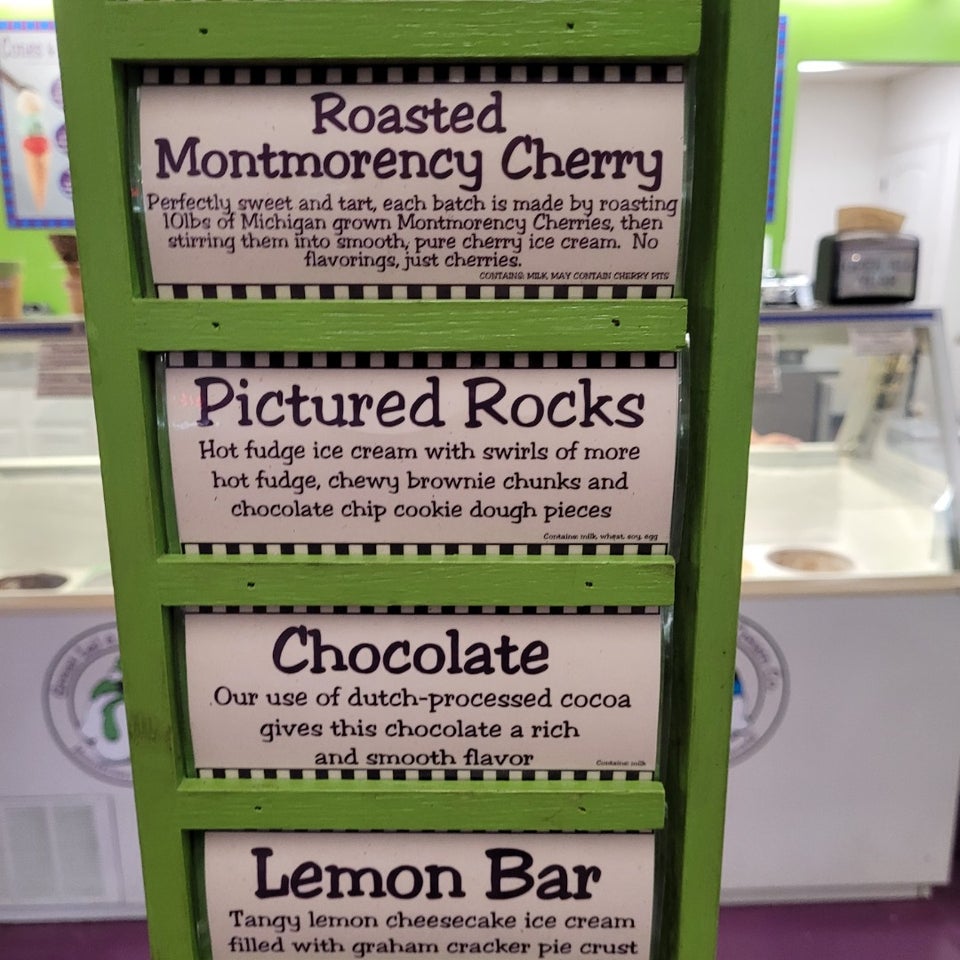 Roasted
Montmorency Cherry
Perfectly sweet and tart, each batch is made by roasting
10lbs of Michigan grown Montmorency Cherries, then
stirring them into smooth, pure cherry ice cream. No
flavorings, just cherries.
CONTAINS: MILK, MAY CONTAIN CHERRY PITS
Pictured Rocks
Hot fudge ice cream with swirls of more
hot fudge, chewy brownie chunks and
chocolate chip cookie dough pieces
Contains: milk, wheat, soy, egg
Chocolate
Our use of dutch-processed cocoa
gives this chocolate a rich
and smooth flavor
Contains: milk
Lemon Bar
Tangy lemon cheesecake ice cream
filled with graham cracker pie crust